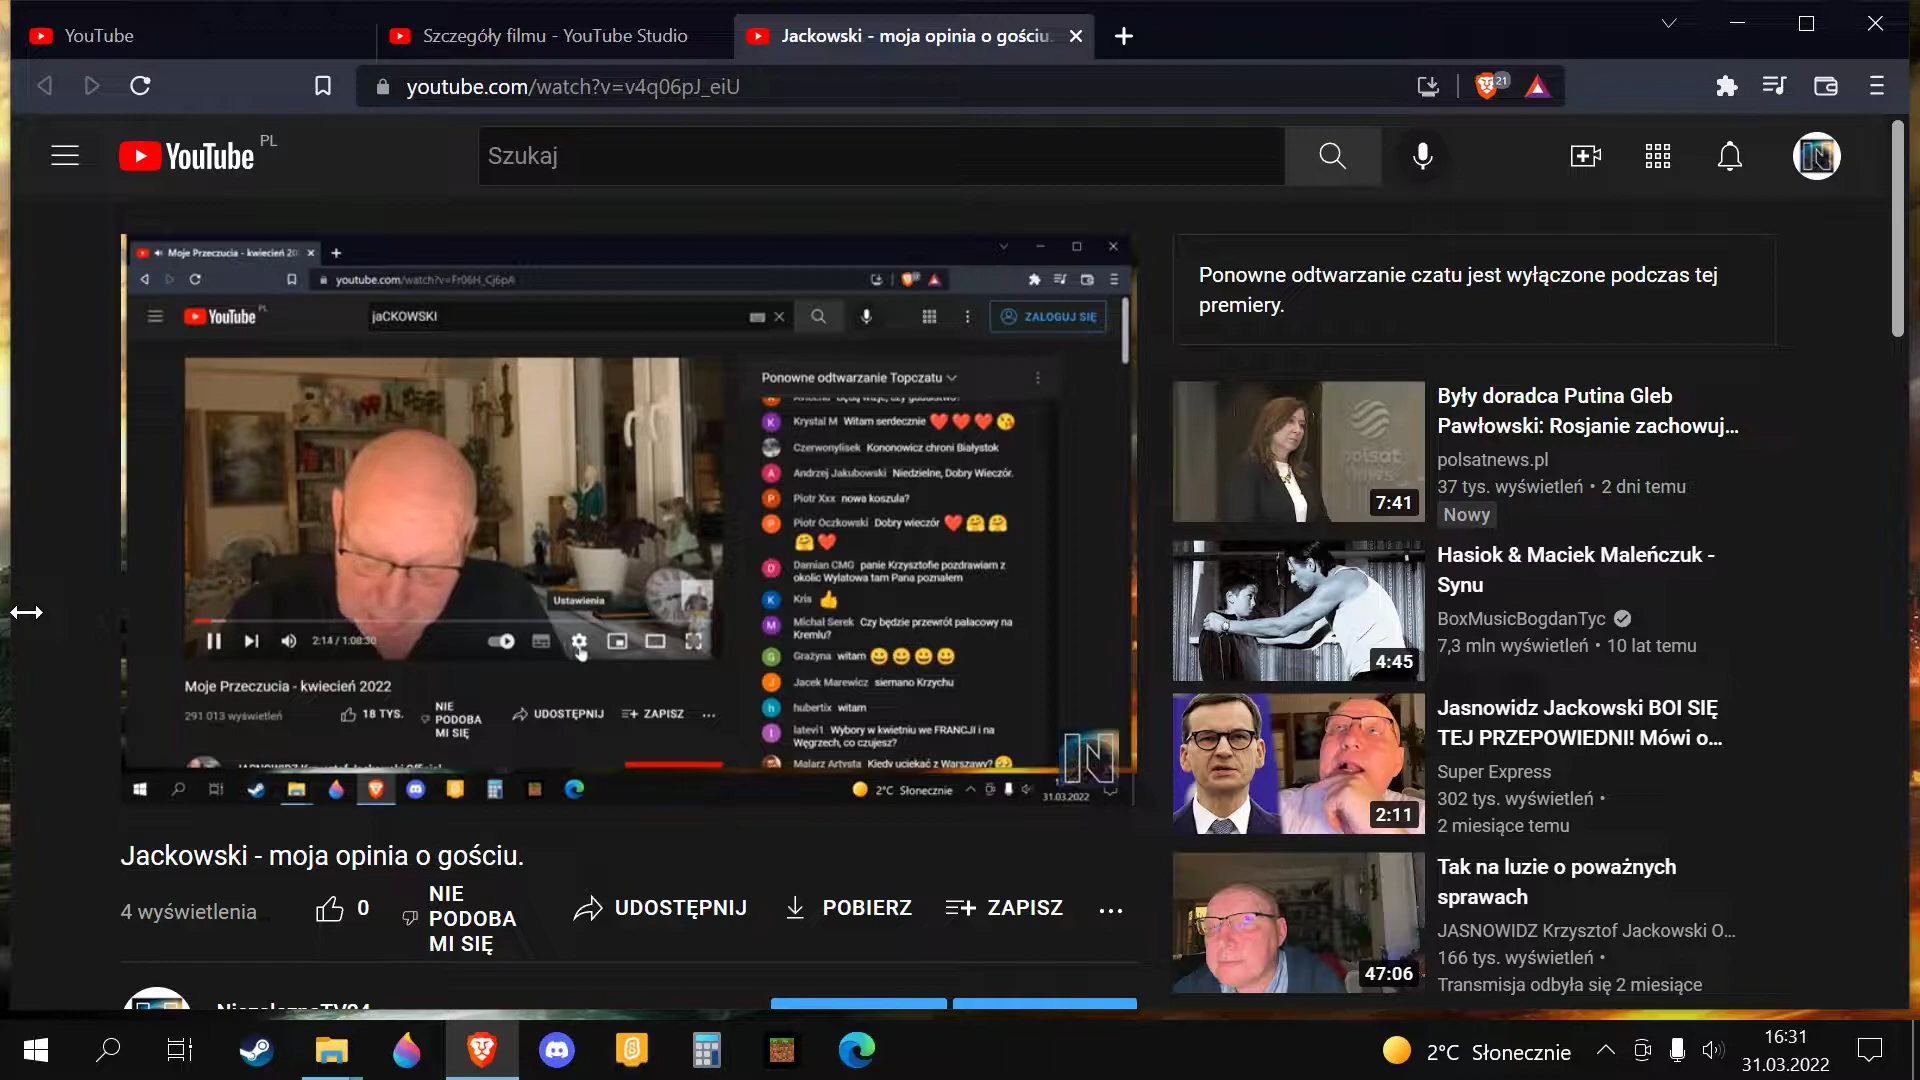 YouTube
Szczegóły filmu - YouTube Studio
Jackowski - moja opinia o gościu.
youtube.com/watch?v=v4q06pJ_eiU
21
YouTube PL
Szukaj
Moje Przeczucia - kwiecień 20
youtube.com/watch?v=Fr06H_Cj6pA
YouTube PL
jaCKOWSKI
ZALOGUJ SIĘ
Ponowne odtwarzanie Topczatu
Krystal M Witam serdecznie ❤️ ❤️ ❤️ 😘
Czerwonylisek Kononowicz chroni Białystok
Andrzej Jakubowski Niedzielne, Dobry Wieczór.
Piotr Xxx nowa koszula?
Piotr Oczkowski Dobry wieczór ❤️ 🤗 🤗
🤗 ❤️
Damian CMG panie Krzysztofie pozdrawiam z
okolic Wylatowa tam Pana poznałem
Kris 👍
Michał Serek Czy będzie przewrót pałacowy na
Kremlu?
Grażyna witam 😀 😀 😀 😀
Jacek Marewicz siemano Krzychu
hubertix witam
latevi1 Wybory w kwietniu we FRANCJI i na
Węgrzech, co czujesz?
Malarz Artysta Kiedy uciekać z Warszawy?
Ustawienia
2:14 / 1:08:30
Moje Przeczucia - kwiecień 2022
291 013 wyświetleń
18 TYS.
NIE
PODOBA
MI SIĘ
UDOSTĘPNIJ
ZAPISZ
...
2°C Słonecznie
31.03.2022
N
Jackowski - moja opinia o gościu.
4 wyświetlenia
0
NIE
PODOBA
MI SIĘ
UDOSTĘPNIJ
POBIERZ
ZAPISZ
...
NiezależnaTV24
Ponowne odtwarzanie czatu jest wyłączone podczas tej
premiery.
polsat
news
7:41
Były doradca Putina Gleb
Pawłowski: Rosjanie zachowuj...
polsatnews.pl
37 tys. wyświetleń • 2 dni temu
Nowy
4:45
Hasiok & Maciek Maleńczuk -
Synu
BoxMusicBogdanTyc
7,3 mln wyświetleń • 10 lat temu
2:11
Jasnowidz Jackowski BOI SIĘ
TEJ PRZEPOWIEDNI! Mówi o...
Super Express
302 tys. wyświetleń •
2 miesiące temu
47:06
Tak na luzie o poważnych
sprawach
JASNOWIDZ Krzysztof Jackowski O...
166 tys. wyświetleń •
Transmisja odbyła się 2 miesiące
2°C Słonecznie
16:31
31.03.2022